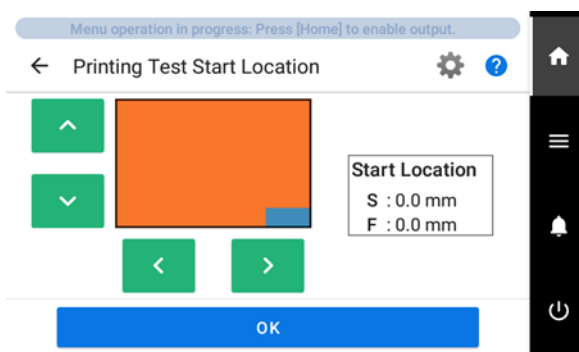 Menu operation in progress: Press [Home] to enable output.
Printing Test Start Location
?
Start Location
S : 0.0 mm
F : 0.0 mm
OK